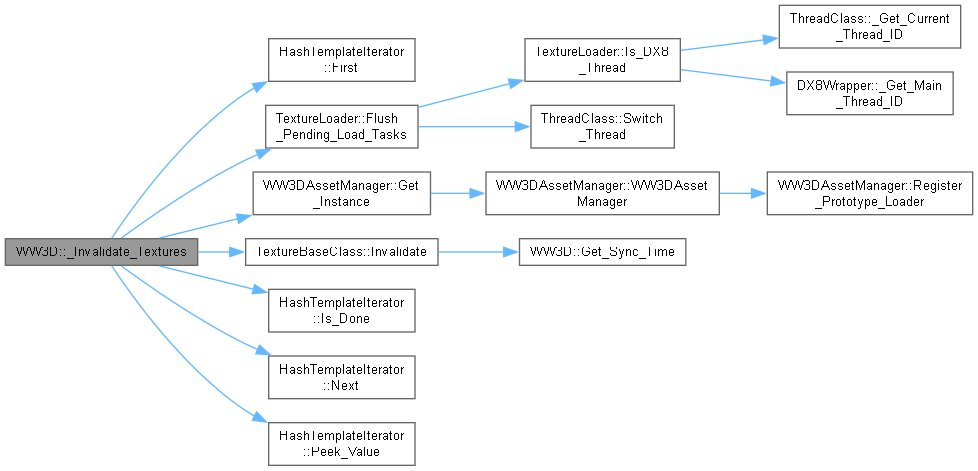 WW3D::_Invalidate_Textures
HashTemplateIterator
::First
TextureLoader::Flush
_Pending_Load_Tasks
WW3DAssetManager::Get
_Instance
TextureBaseClass::Invalidate
HashTemplateIterator
::Is_Done
HashTemplateIterator
::Next
HashTemplateIterator
::Peek_Value
TextureLoader::Is_DX8
_Thread
ThreadClass::Switch
_Thread
WW3DAssetManager::WW3DAsset
Manager
WW3D::Get_Sync_Time
ThreadClass::_Get_Current
_Thread_ID
DX8Wrapper::_Get_Main
_Thread_ID
WW3DAssetManager::Register
_Prototype_Loader